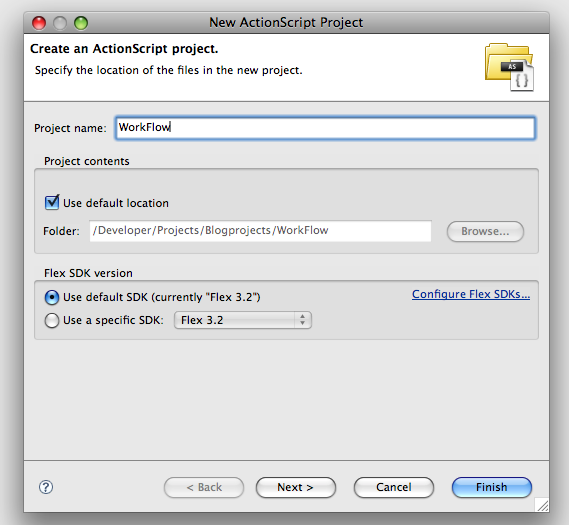 New ActionScript Project
Create an ActionScript project.
Specify the location of the files in the new project.
AS
{ }
Project name: WorkFlow
Project contents
Use default location
Folder: /Developer/Projects/Blogprojects/WorkFlow Browse...
Flex SDK version
Use default SDK (currently "Flex 3.2") Configure Flex SDKs...
Use a specific SDK: Flex 3.2
? < Back Next > Cancel Finish